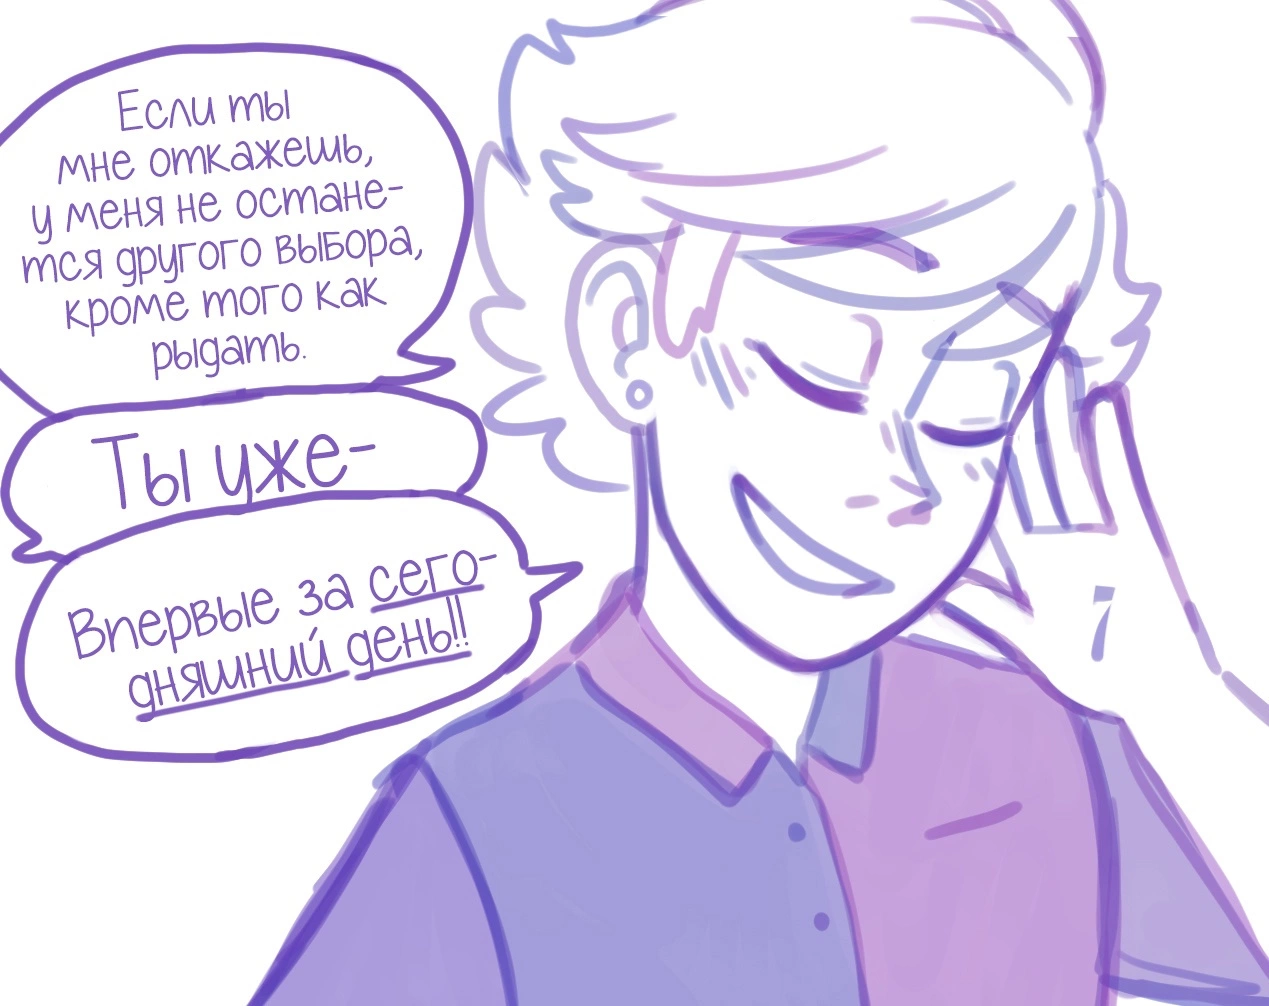 Если ты
мне откажешь,
у меня не остане-
тся другого выбора,
кроме того как
рыдать.
Ты уже-
Впервые за сего-
дняшний день!!